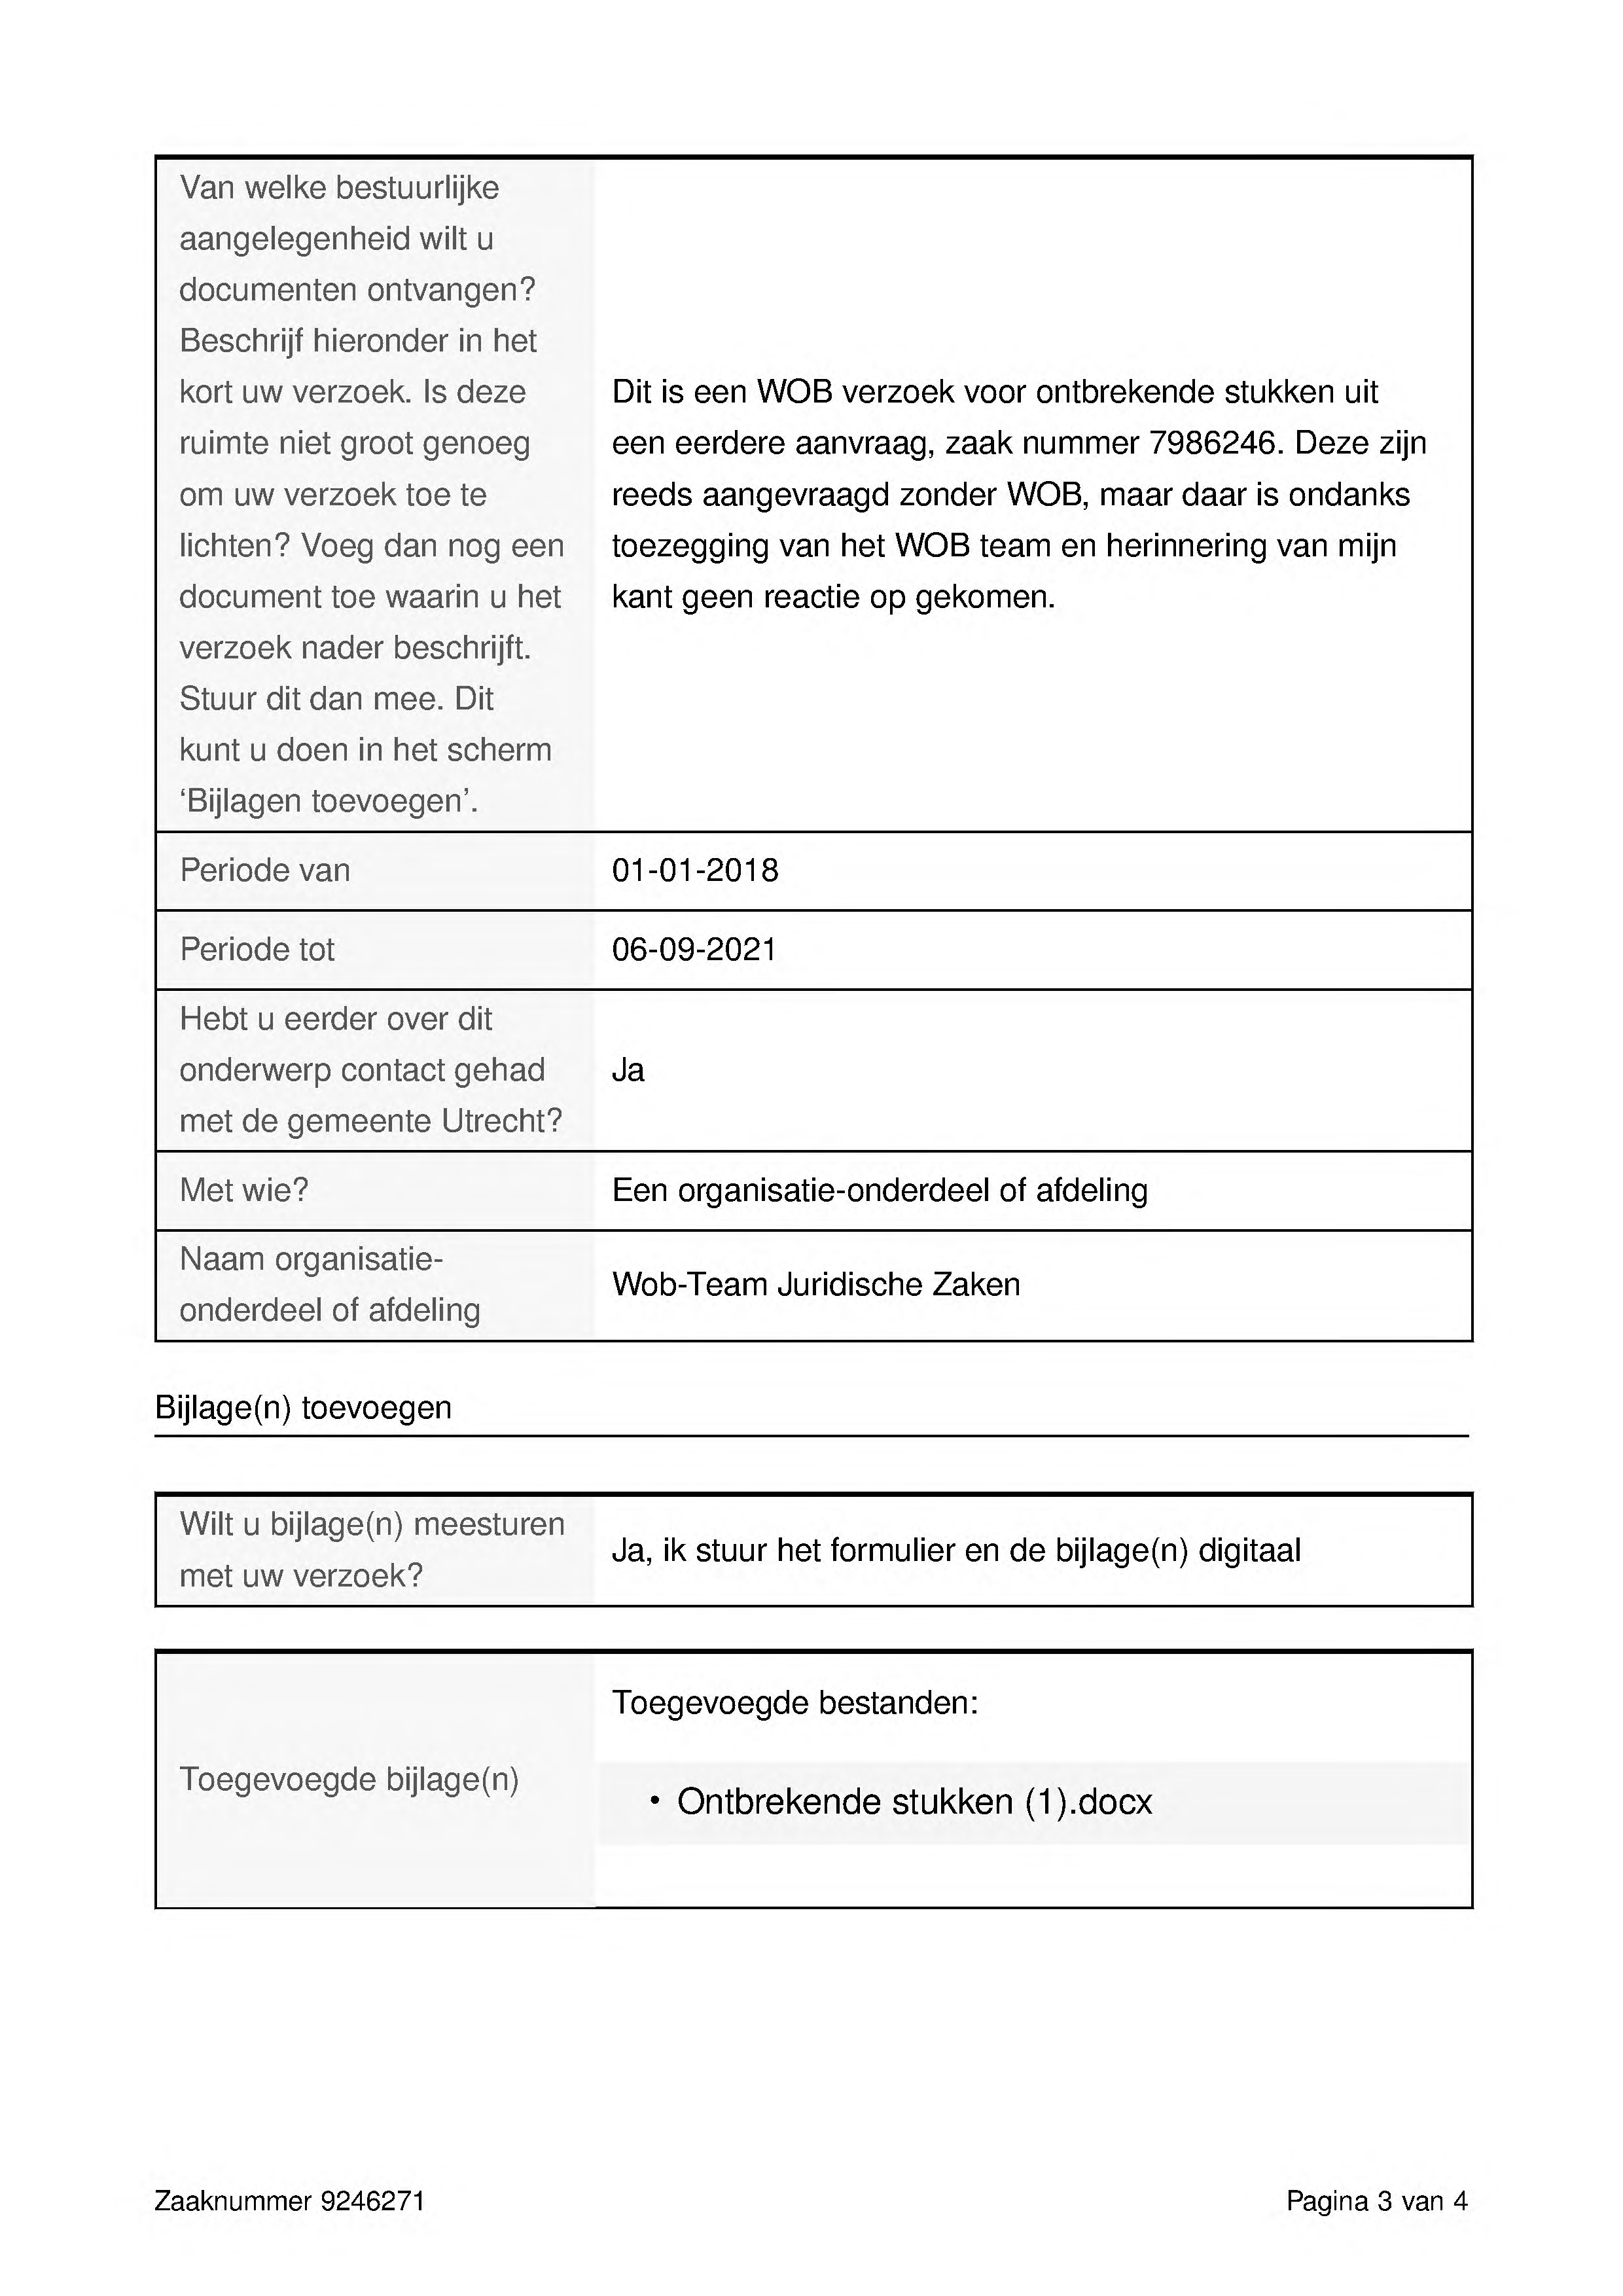 Van welke bestuurlijke
aangelegenheid wilt u
documenten ontvangen?
Beschrijf hieronder in het
kort uw verzoek. Is deze
ruimte niet groot genoeg
om uw verzoek toe te
lichten? Voeg dan nog een
document toe waarin u het
verzoek nader beschrijft.
Stuur dit dan mee. Dit
kunt u doen in het scherm
‘Bijlagen toevoegen’.
Dit is een WOB verzoek voor ontbrekende stukken uit
een eerdere aanvraag, zaak nummer 7986246. Deze zijn
reeds aangevraagd zonder WOB, maar daar is ondanks
toezegging van het WOB team en herinnering van mijn
kant geen reactie op gekomen.
Periode van
01-01-2018
Periode tot
06-09-2021
Hebt u eerder over dit
onderwerp contact gehad
met de gemeente Utrecht?
Ja
Met wie?
Een organisatie-onderdeel of afdeling
Naam organisatie-
onderdeel of afdeling
Wob-Team Juridische Zaken
Bijlage(n) toevoegen
Wilt u bijlage(n) meesturen
met uw verzoek?
Ja, ik stuur het formulier en de bijlage(n) digitaal
Toegevoegde bijlage(n)
Toegevoegde bestanden:
• Ontbrekende stukken (1).docx
Zaaknummer 9246271
Pagina 3 van 4